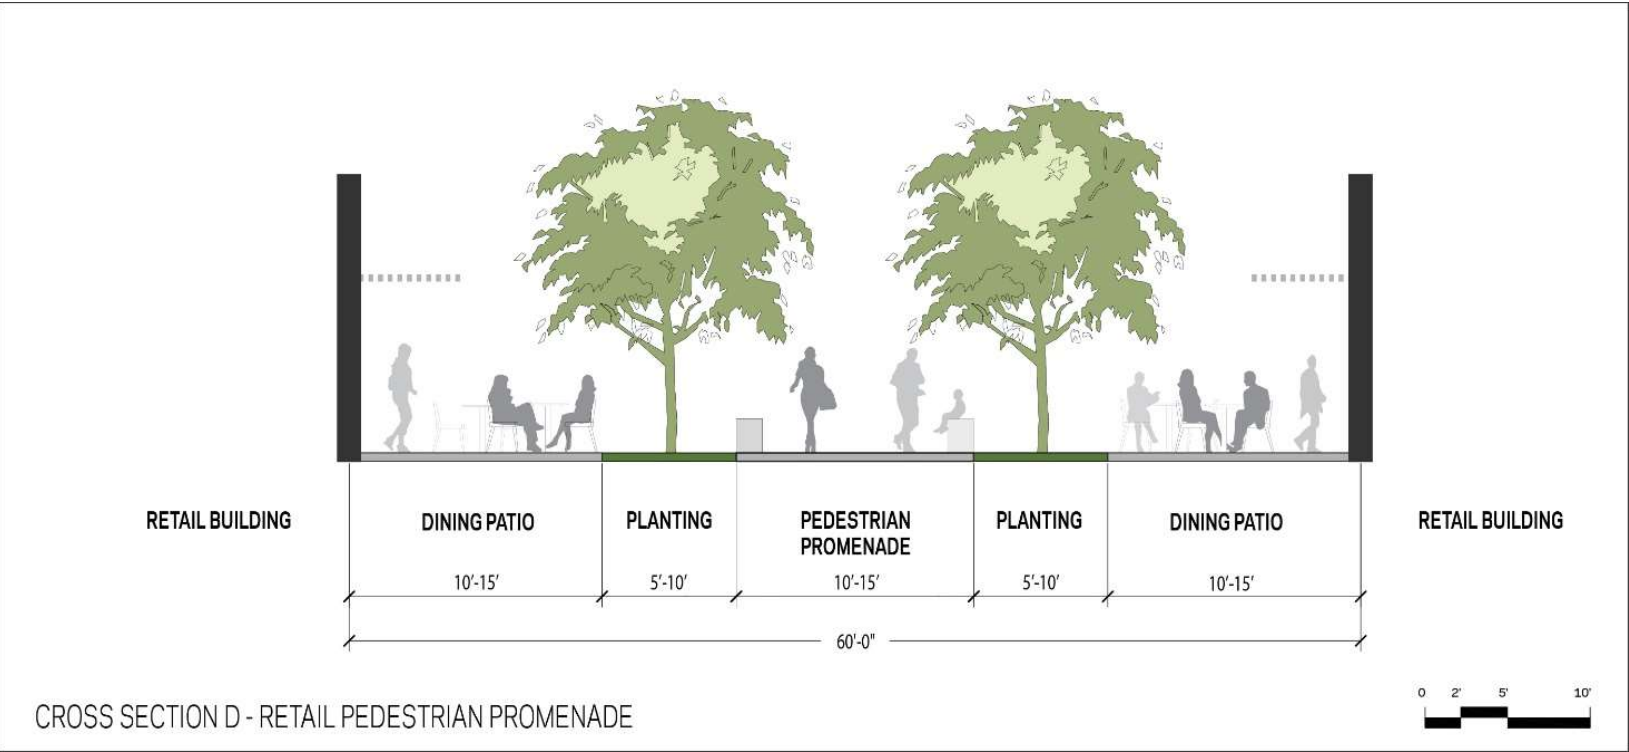 RETAIL BUILDING
DINING PATIO
PLANTING
PEDESTRIAN
PROMENADE
PLANTING
DINING PATIO
RETAIL BUILDING
10'-15'
5'-10'
10'-15'
5'-10'
10'-15'
60'-0"
0 2' 5' 10'
CROSS SECTION D - RETAIL PEDESTRIAN PROMENADE